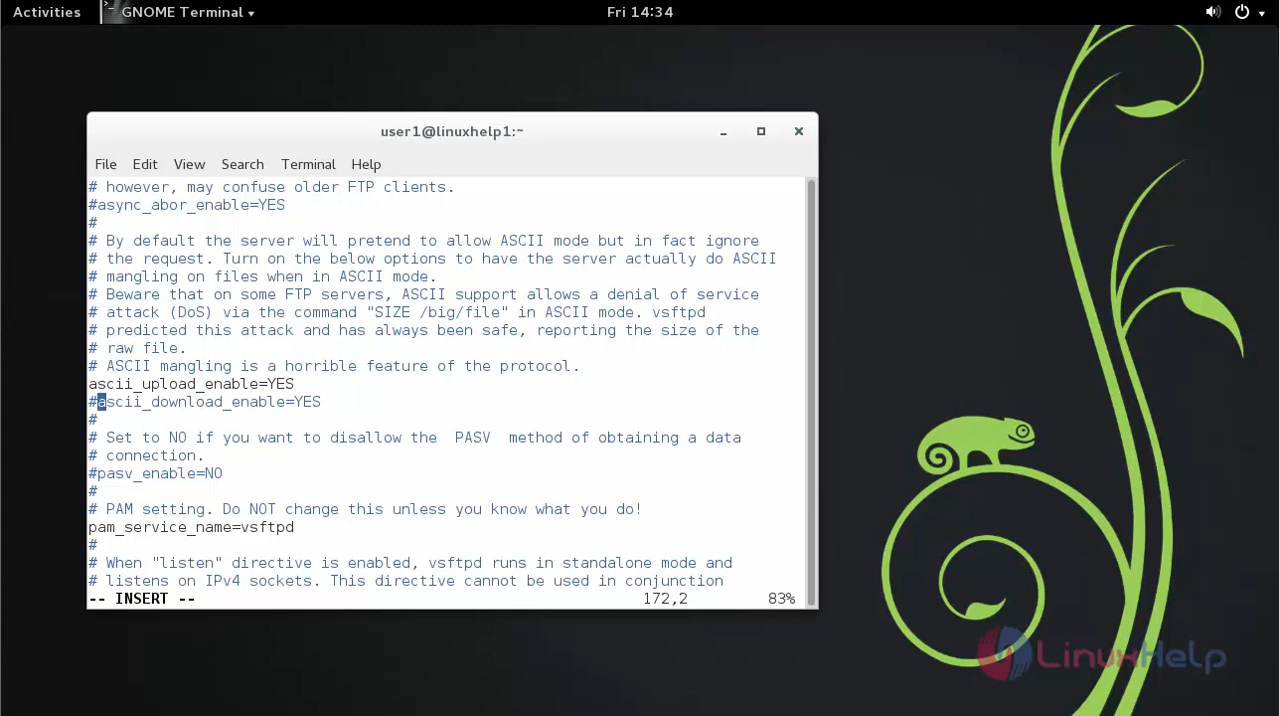 Activities GNOME Terminal Fri 14:34
user1@linuxhelp1:~
File Edit View Search Terminal Help
# however, may confuse older FTP clients.
#async_abor_enable=YES
#
# By default the server will pretend to allow ASCII mode but in fact ignore
# the request. Turn on the below options to have the server actually do ASCII
# mangling on files when in ASCII mode.
# Beware that on some FTP servers, ASCII support allows a denial of service
# attack (DoS) via the command "SIZE /big/file" in ASCII mode. vsftpd
# predicted this attack and has always been safe, reporting the size of the
# raw file.
# ASCII mangling is a horrible feature of the protocol.
ascii_upload_enable=YES
#ascii_download_enable=YES
#
# Set to NO if you want to disallow the  PASV  method of obtaining a data
# connection.
#pasv_enable=NO
#
# PAM setting. Do NOT change this unless you know what you do!
pam_service_name=vsftpd
#
# When "listen" directive is enabled, vsftpd runs in standalone mode and
# listens on IPv4 sockets. This directive cannot be used in conjunction
-- INSERT -- 172,2 83%
LinuxHelp